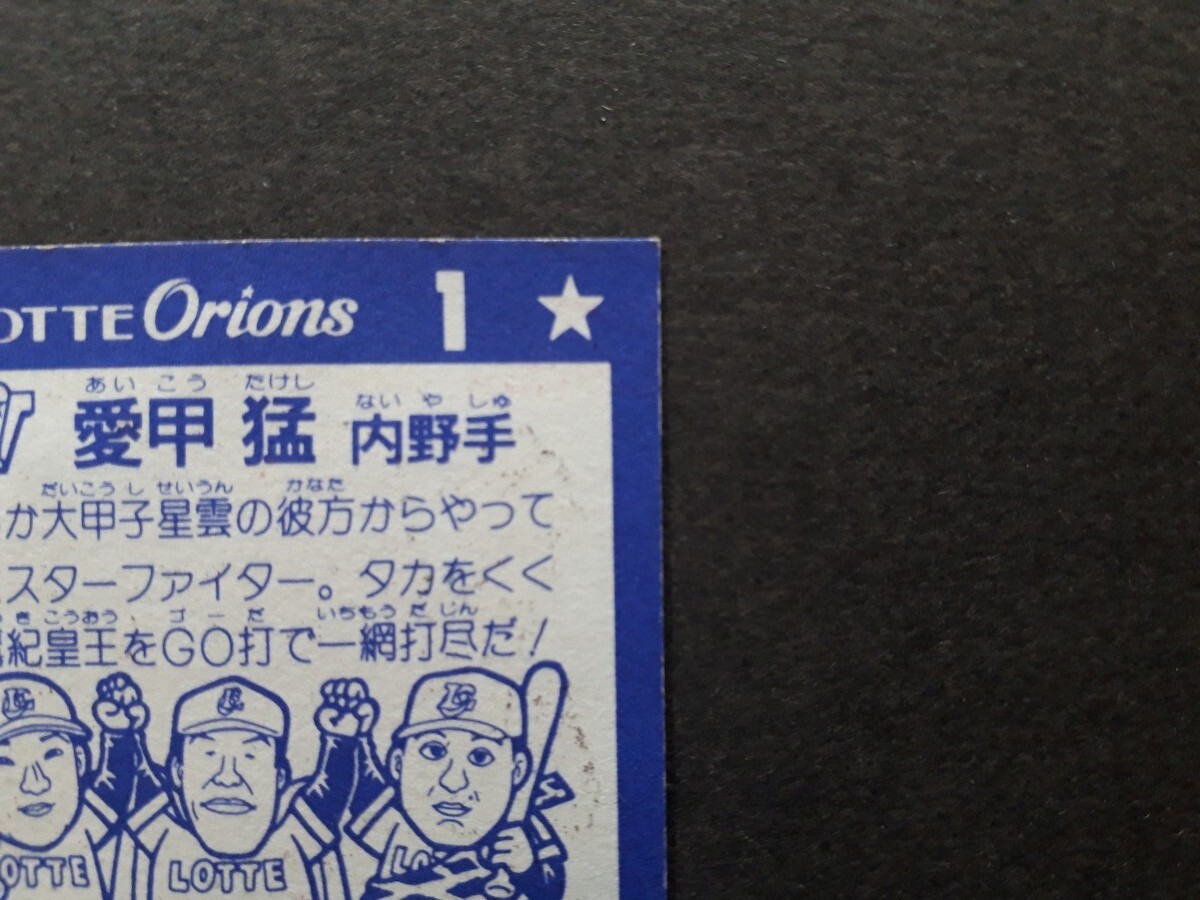 OTTE Orions 1 ★
あい こう たけし ない や しゅ
愛甲 猛 内野手
だいこう し せいうん かなた
か大甲子星雲の彼方からやって
スターファイター。タカをくく
き こうおう、ゴーだ いちもう だ じん
紀皇王をGO打で一網打尽だ!
OTTE LOTTE LO